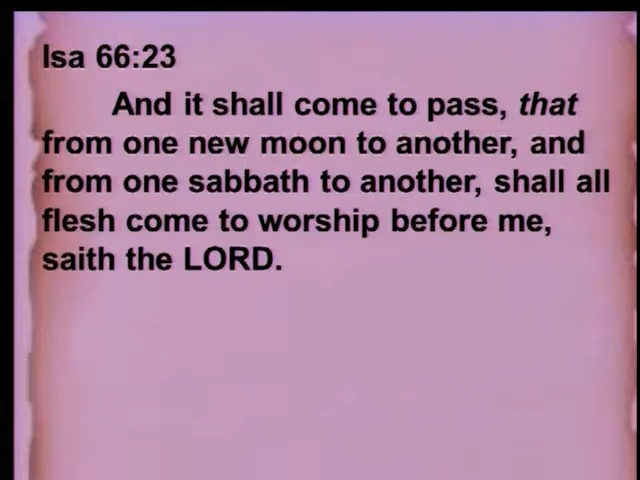 Isa 66:23
And it shall come to pass, that
from one new moon to another, and
from one sabbath to another, shall all
flesh come to worship before me,
saith the LORD.